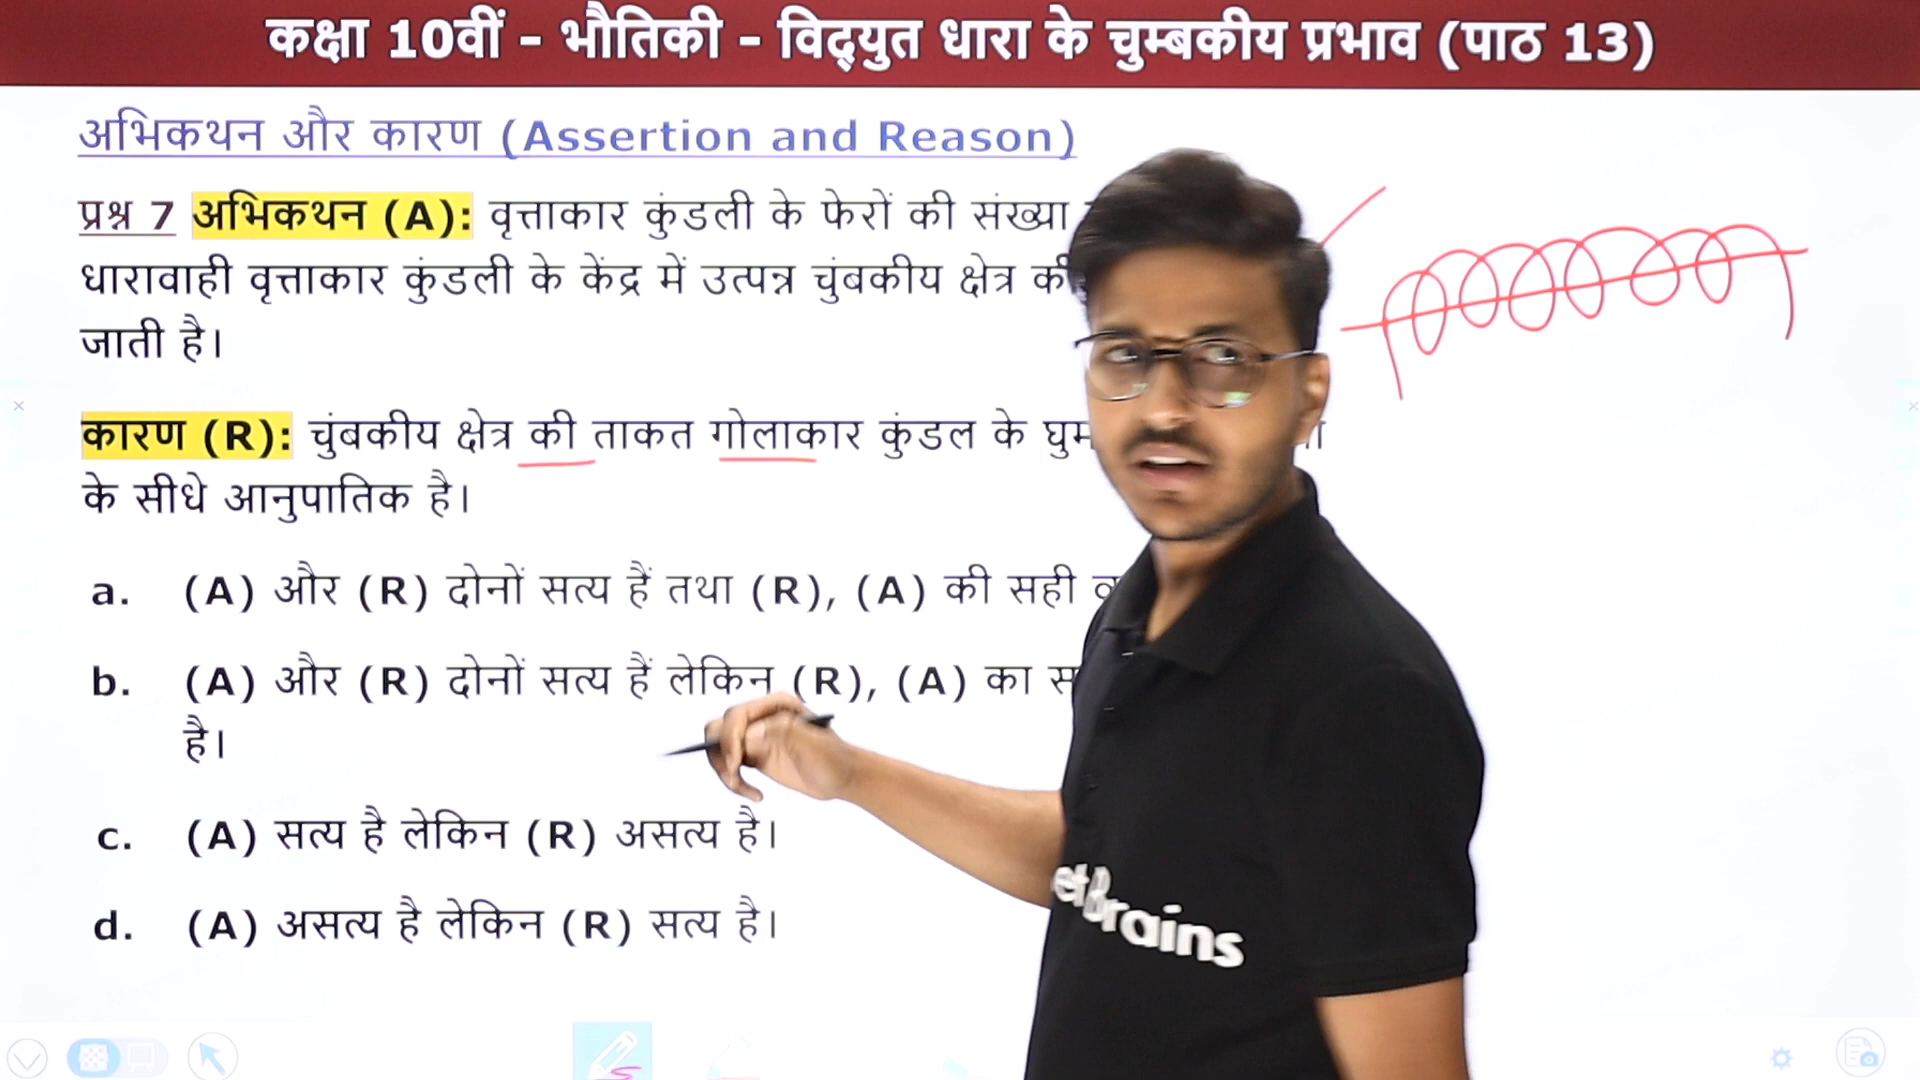 कक्षा 10वीं - भौतिकी - विद्युत धारा के चुम्बकीय प्रभाव (पाठ 13)
अभिकथन और कारण (Assertion and Reason)
प्रश्न 7 अभिकथन (A): वृत्ताकार कुंडली के फेरों की संख्या
धारावाही वृत्ताकार कुंडली के केंद्र में उत्पन्न चुंबकीय क्षेत्र की
जाती है।
कारण (R): चुंबकीय क्षेत्र की ताकत गोलाकार कुंडल के
के सीधे आनुपातिक है।
a. (A) और (R) दोनों सत्य हैं तथा (R), (A) की सही
b. (A) और (R) दोनों सत्य हैं लेकिन (R), (A) का
है।
c. (A) सत्य है लेकिन (R) असत्य है।
d. (A) असत्य है लेकिन (R) सत्य है।
etBrains